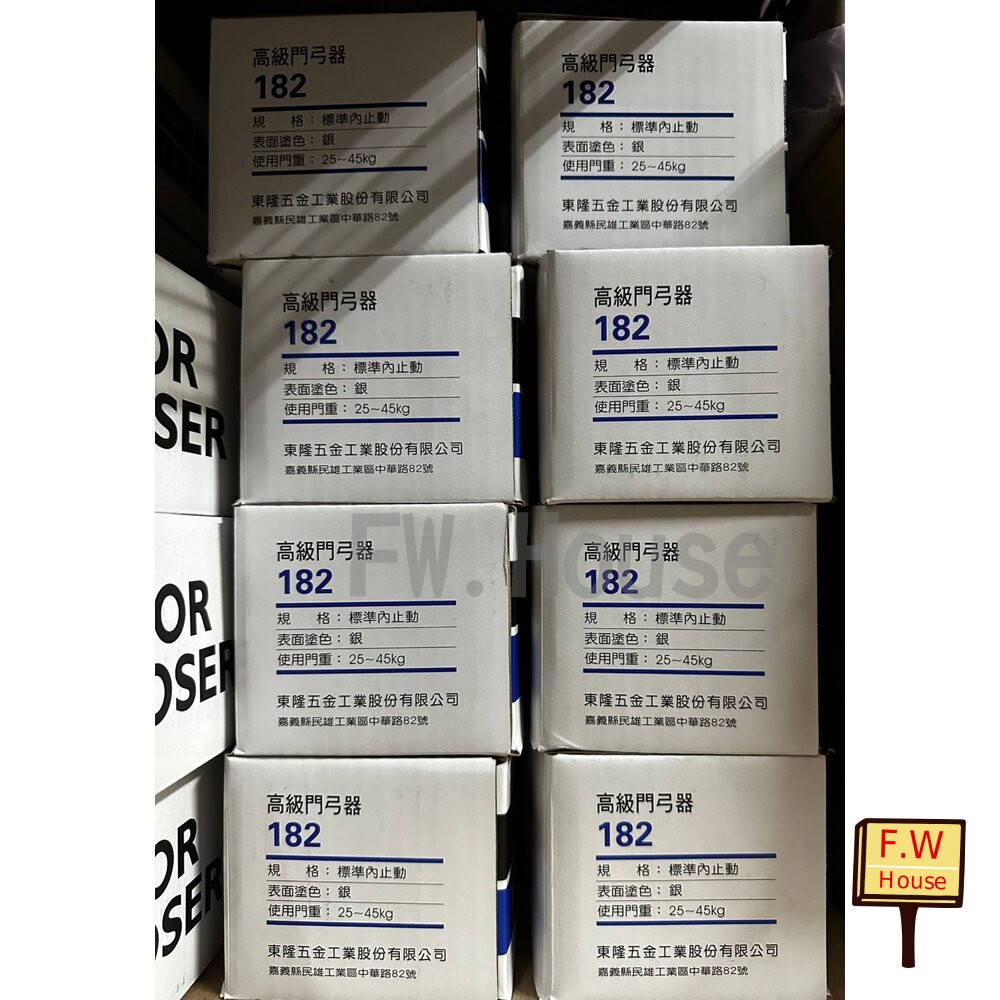 高級門弓器
182
規 格：標準內止動
表面塗色：銀
使用門重：25~45kg
東隆五金工業股份有限公司
嘉義縣民雄工業區中華路82號
高級門弓器
182
規 格：標準內止動
表面塗色：銀
使用門重：25~45kg
東隆五金工業股份有限公司
嘉義縣民雄工業區中華路82號
OR
SER
高級門弓器
182
規 格：標準內止動
表面塗色：銀
使用門重：25~45kg
東隆五金工業股份有限公司
嘉義縣民雄工業區中華路82號
高級門弓器
182
規 格：標準內止動
表面塗色：銀
使用門重：25~45kg
東隆五金工業股份有限公司
嘉義縣民雄工業區中華路82號
FW.House
OR
OSER
高級門弓器
182
規 格：標準內止動
表面塗色：銀
使用門重：25~45kg
東隆五金工業股份有限公司
嘉義縣民雄工業區中華路82號
高級門弓器
182
規 格：標準內止動
表面塗色：銀
使用門重：25~45kg
東隆五金工業股份有限公司
嘉義縣民雄工業區中華路82號
OR
OSER
高級門弓器
182
規 格：標準內止動
表面塗色：銀
使用門重：25~45kg
東隆五金工業股份有限公司
嘉義縣民雄工業區中華路82號
高級門弓器
182
規 格：標準內止動
表面塗色：銀
使用門重：25~45kg
東隆五金工業股份有限公司
嘉義縣民雄工業區中華路82號
F.W
House